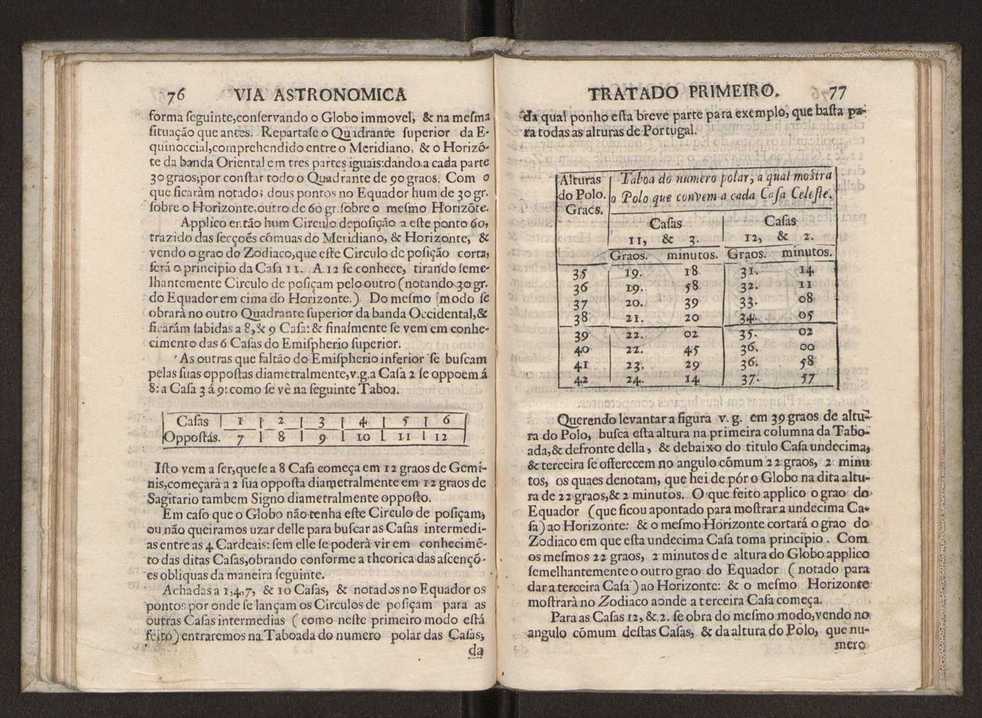 76 VIA ASTRONOMICA
forma ſeguinte,conſervando o Globo immovel, & na meſma
ſituação que antes. Repartaſe o Quadrante ſuperior da E-
quinoccial,comprehendido entre o Meridiano, & o Horizó-
te da banda Oriental em tres partes iguais:dando a cada parte
30 graos,por conſtar todo o Quadrante de 90 graos. Com o
que ficaràm notados dous pontos no Equador hum de 30 gr.
ſobre o Horizonte.outro de 60 gr.ſobre o meſmo Horizõte.
Applico então hum Circulo depoſição a eſte ponto 60,
trazido das ſecçoés cómuas do Meridiano, & Horizonte, &
vendo o grao do Zodiaco,que eſte Circulo de poſição corta,
ſerà o principio da Caſa 11. A 12 ſe conhece, tirando ſeme-
lhantemente Circulo de poſiçam pelo outro (notando 30 gr.
do Equador em cima do Horizonte.) Do meſmo modo ſe
obrarà no outro Quadrante ſuperior da banda Occidental,&
ficaràm ſabidas a 8,& 9 Caſa: & finalmente ſe vem em conhe-
cimento das 6 Caſas do Emiſpherio ſuperior.
As outras que faltão do Emiſpherio inferior ſe buſcam
pelas ſuas oppoſtas diametralmente,v.g.a Caſa 2 ſe oppoem á
8: a Caſa 3 á 9: como ſe vê na ſeguinte Taboa.
Caſas | 1 | 2 | 3 | 4 | 5 | 6
Oppoſtás. 7 | 8 | 9 | 10 | 11 | 12
Iſto vem a ſer,que ſe a 8 Caſa começa em 12 graos de Gemi-
nis,começarà a 2 ſua oppoſta diametralmente em 12 graos de
Sagitario tambem Signo diametralmente oppoſto.
Em caſo que o Globo não tenha eſte Circulo de poſiçam,
ou não queiramos uzar delle para buſcar as Caſas intermedi-
as entre as 4 Cardeais: ſem elle ſe poderà vir em conhecimẽ-
to das ditas Caſas,obrando conforme a theorica das aſcençõ-
es obliquas da maneira ſeguinte.
Achadas a 1,4,7, & 10 Caſas, & notados no Equador os
pontos por onde ſe lançam os Circulos de poſiçam para as
outras Caſas intermedias ( como neſte primeiro modo eſtá
feito) entraremos na Taboada do numero polar das Caſas,
da
TRATADO PRIMEIRO. 77
da qual ponho eſta breve parte para exemplo, que baſta pa-
ra todas as alturas de Portugal.
Alturas do Polo. Graos.
Taboa do numero polar, a qual moſtra
o Polo que convem a cada Caſa Celeſte.
Caſas Caſas
11, & 3. 12, & 2.
Graos. minutos. Graos. minutos.
35 19. 18 31. 14
36 19. 58 32. 11
37 20. 39 33. 08
38 21. 20 34. 05
39 22. 02 35. 02
40 22. 45 36. 00
41 23. 29 36. 58
42 24. 14 37. 57
Querendo levantar a figura v. g. em 39 graos de altu-
ra do Polo, buſca eſta altura na primeira columna da Tabo-
ada,& defronte della , & debaixo do titulo Caſa undecima,
& terceira ſe offerecem no angulo cómum 22 graos, 2 minu
tos, os quaes denotam, que hei de pór o Globo na dita altu-
ra de 22 graos,& 2 minutos. O que feito applico o grao do
Equador (que ficou apontado para moſtrar a undecima Ca-
ſa) ao Horizonte: & o meſmo Horizonte cortará o grao do
Zodiaco em que eſta undecima Caſa toma principio . Com
os meſmos 22 graos, 2 minutos de altura do Globo applico
ſemelhantemente o outro grao do Equador ( notado para
dar a terceira Caſa ) ao Horizonte: & o meſmo Horizonte
moſtrarà no Zodiaco aonde a terceira Caſa começa.
Para as Caſas 12, & 2. ſe obra do meſmo modo,vendo no
angulo cómum deſtas Caſas, & da altura do Polo, que nu-
mero